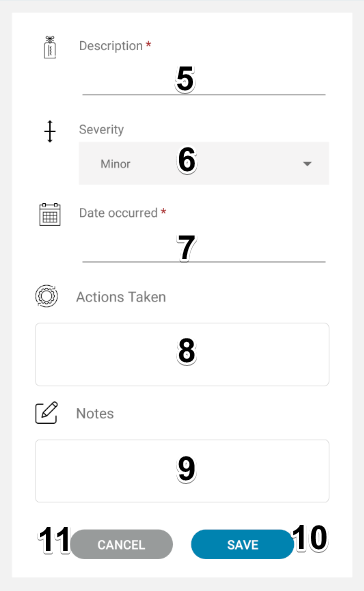 Description *
5
Severity
Minor 6
Date occurred *
7
Actions Taken
8
Notes
9
11 CANCEL SAVE 10